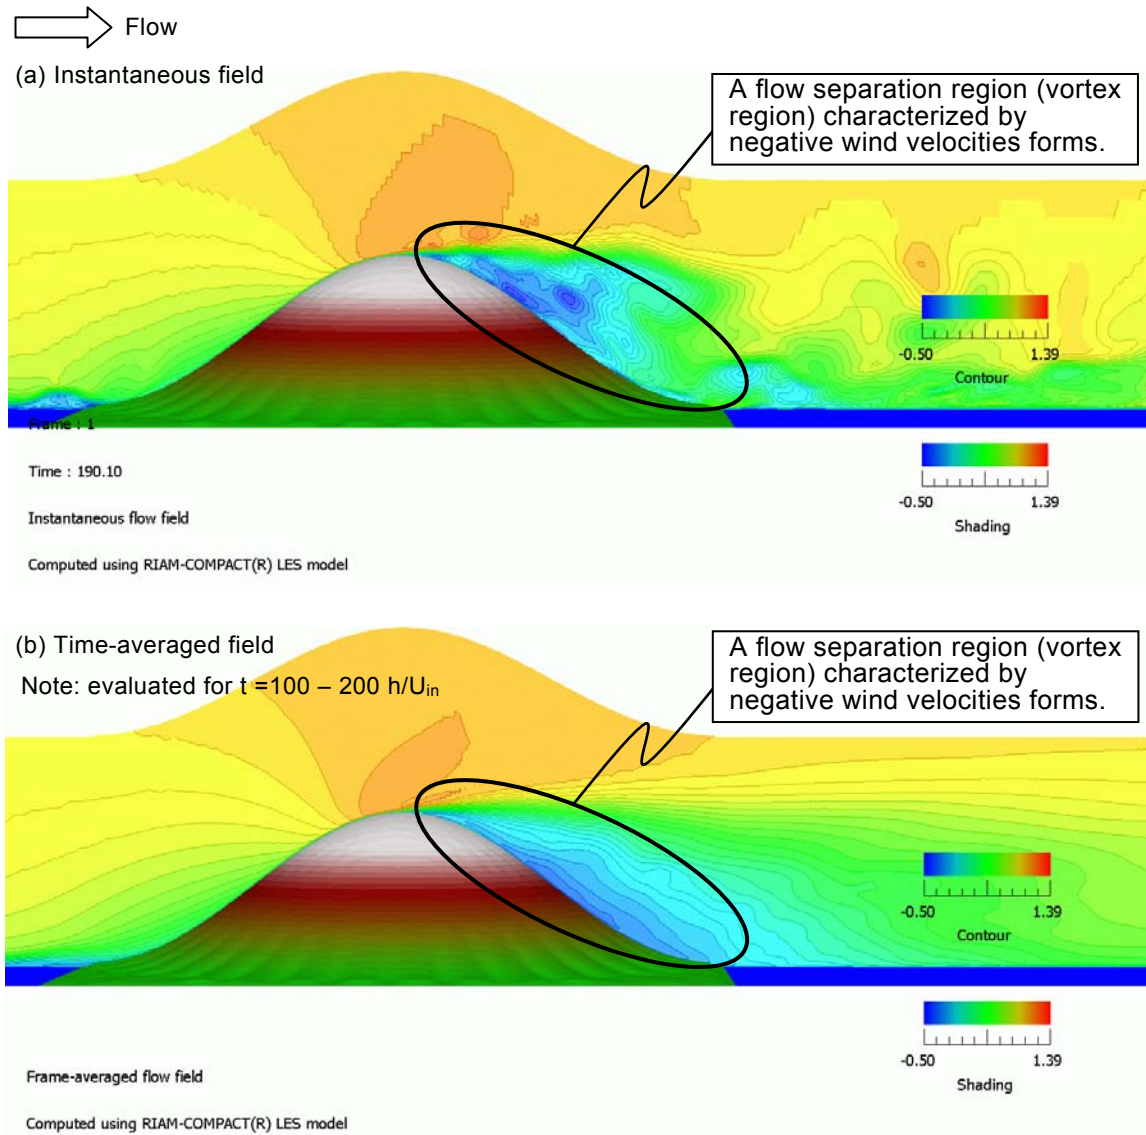 Flow
(a) Instantaneous field
A flow separation region (vortex
region) characterized by
negative wind velocities forms.
-0.50 1.39
Contour
Frame : 1
Time : 190.10
-0.50 1.39
Shading
Instantaneous flow field
Computed using RIAM-COMPACT(R) LES model
(b) Time-averaged field
Note: evaluated for t =100 – 200 h/Uin
A flow separation region (vortex
region) characterized by
negative wind velocities forms.
-0.50 1.39
Contour
-0.50 1.39
Shading
Frame-averaged flow field
Computed using RIAM-COMPACT(R) LES model